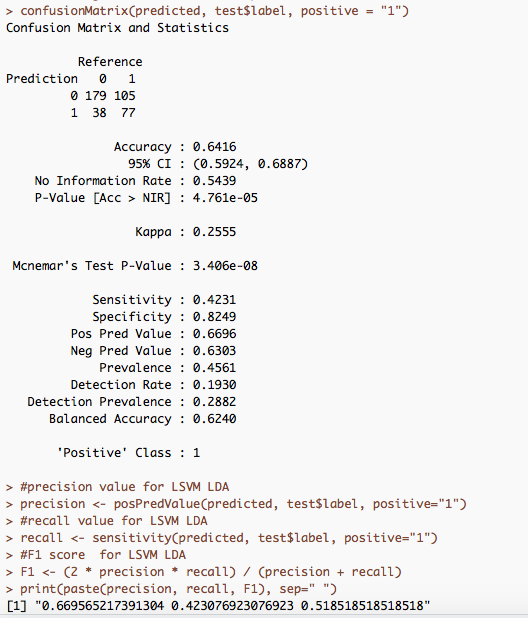 > confusionMatrix(predicted, test$label, positive = "1")
Confusion Matrix and Statistics
Reference
Prediction 0 1
0 179 105
1 38 77
Accuracy : 0.6416
95% CI : (0.5924, 0.6887)
No Information Rate : 0.5439
P-Value [Acc > NIR] : 4.761e-05
Kappa : 0.2555
Mcnemar's Test P-Value : 3.406e-08
Sensitivity : 0.4231
Specificity : 0.8249
Pos Pred Value : 0.6696
Neg Pred Value : 0.6303
Prevalence : 0.4561
Detection Rate : 0.1930
Detection Prevalence : 0.2882
Balanced Accuracy : 0.6240
'Positive' Class : 1
> #precision value for LSVM LDA
> precision <- posPredValue(predicted, test$label, positive="1")
> #recall value for LSVM LDA
> recall <- sensitivity(predicted, test$label, positive="1")
> #F1 score  for LSVM LDA
> F1 <- (2 * precision * recall) / (precision + recall)
> print(paste(precision, recall, F1), sep=" ")
[1] "0.669565217391304 0.423076923076923 0.518518518518518"